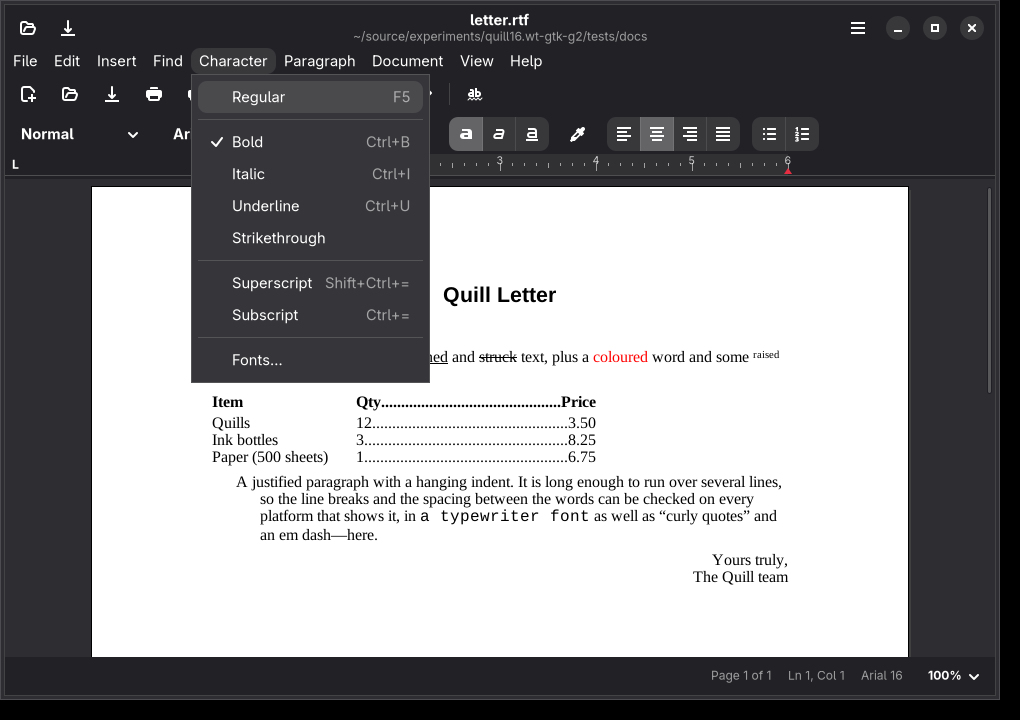 letter.rtf
~/source/experiments/quill16.wt-gtk-g2/tests/docs
File Edit Insert Find Character Paragraph Document View Help
Normal
a a a
L
3 4 5 6
Regular F5
Bold Ctrl+B
Italic Ctrl+I
Underline Ctrl+U
Strikethrough
Superscript Shift+Ctrl+=
Subscript Ctrl+=
Fonts...
Quill Letter
and struck text, plus a coloured word and some raised
Item Qty.............................................Price
Quills 12.................................................3.50
Ink bottles 3...................................................8.25
Paper (500 sheets) 1...................................................6.75
A justified paragraph with a hanging indent. It is long enough to run over several lines,
so the line breaks and the spacing between the words can be checked on every
platform that shows it, in a typewriter font as well as “curly quotes” and
an em dash—here.
Yours truly,
The Quill team
Page 1 of 1 Ln 1, Col 1 Arial 16 100%